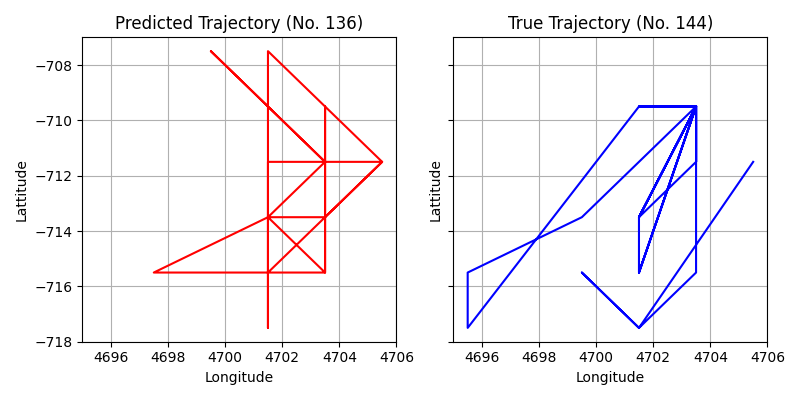 Predicted Trajectory (No. 136)
True Trajectory (No. 144)
Lattitude
−708
−710
−712
−714
−716
−718
4696 4698 4700 4702 4704 4706
Longitude
Lattitude
4696 4698 4700 4702 4704 4706
Longitude